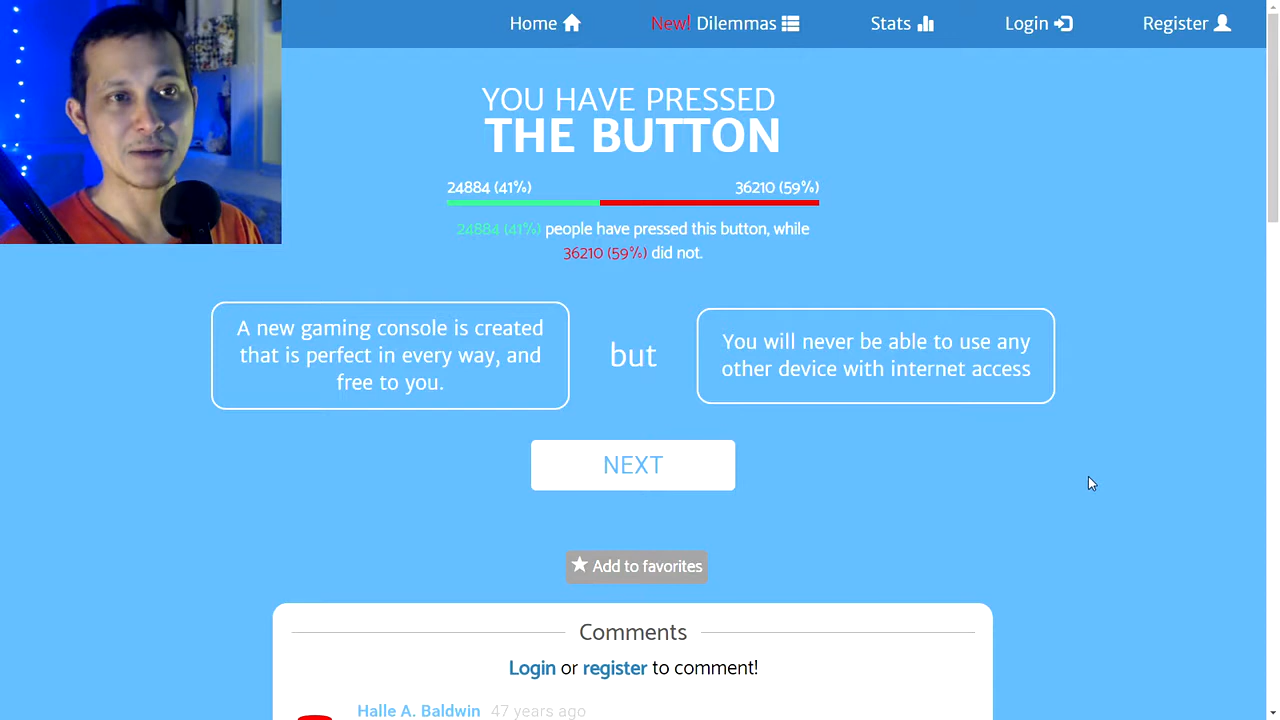 Home
New! Dilemmas
Stats
Login
Register
YOU HAVE PRESSED
THE BUTTON
24884 (41%) 36210 (59%)
24884 (41%) people have pressed this button, while
36210 (59%) did not.
A new gaming console is created
that is perfect in every way, and
free to you.
but
You will never be able to use any
other device with internet access
NEXT
Add to favorites
Comments
Login or register to comment!
Halle A. Baldwin 47 years ago